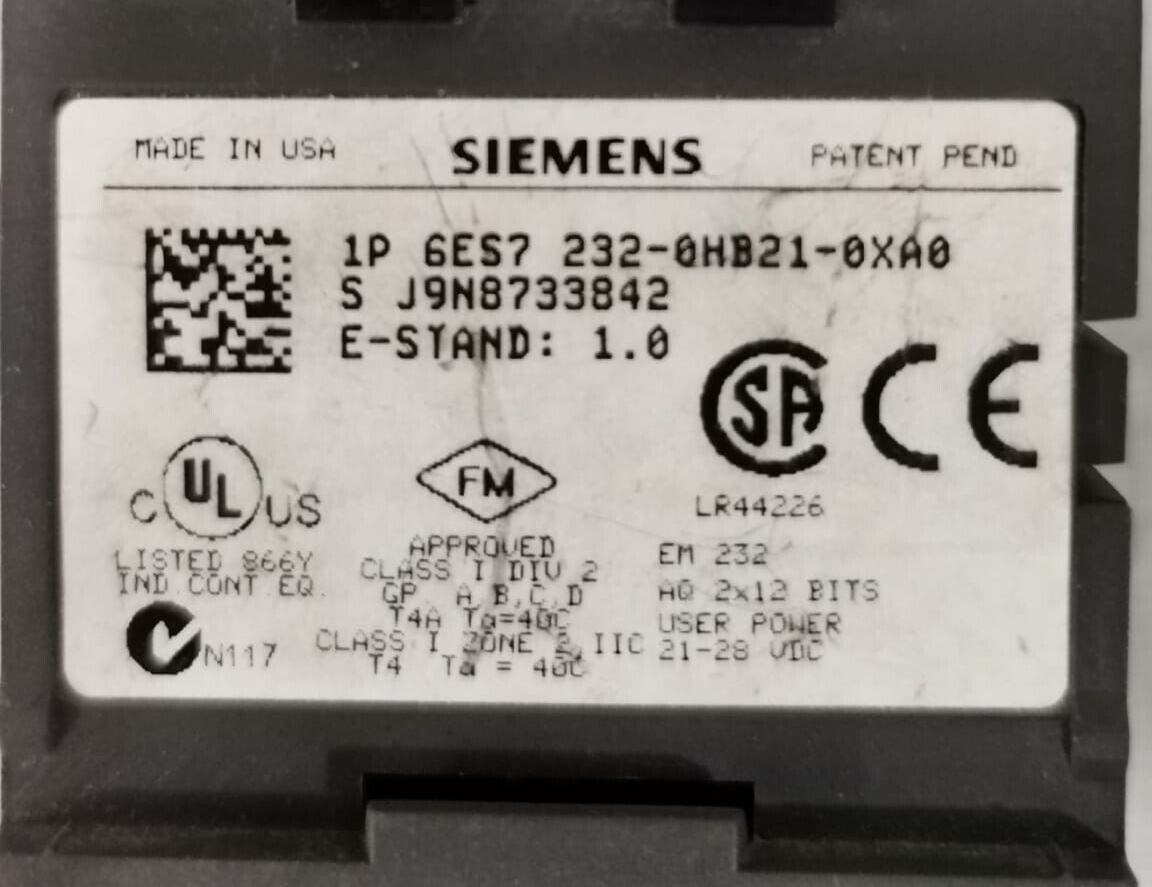 MADE IN USA SIEMENS PATENT PEND
1P 6ES7 232-0HB21-0XA0
S J9N8733842
E-STAND: 1.0
SA CE
LR44226
C UL US
LISTED 866Y
IND.CONT.EQ.
N117
FM
APPROVED
CLASS I DIV 2
GP. A,B,C,D
T4A Ta=40C
CLASS I ZONE 2,IIC
T4 Ta = 40C
EM 232
AQ 2x12 BITS
USER POWER
21-28 VDC